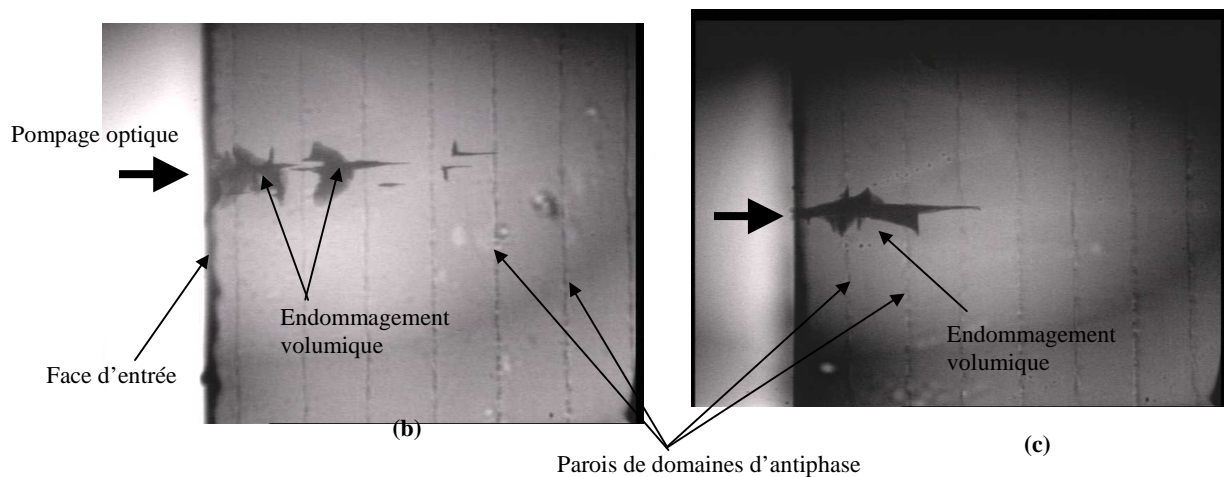 Pompage optique
Endommagement
volumique
Face d'entrée
(b)
Endommagement
volumique
(c)
Parois de domaines d'antiphase